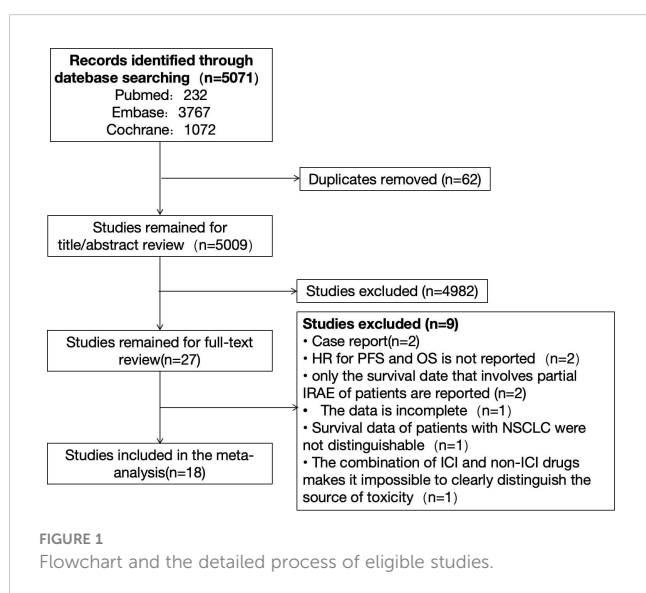 Records identified through
datebase searching（n=5071)
Pubmed：232
Embase：3767
Cochrane：1072
Duplicates removed (n=62)
Studies remained for
title/abstract review（n=5009）
Studies excluded (n=4982)
Studies remained for full-text
review(n=27)
Studies excluded (n=9)
• Case report(n=2)
• HR for PFS and OS is not reported（n=2)
• only the survival date that involves partial
IRAE of patients are reported (n=2)
• The data is incomplete（n=1)
• Survival data of patients with NSCLC were
not distinguishable（n=1)
• The combination of ICI and non-ICI drugs
makes it impossible to clearly distinguish the
source of toxicity（n=1)
Studies included in the meta-
analysis(n=18)
FIGURE 1
Flowchart and the detailed process of eligible studies.